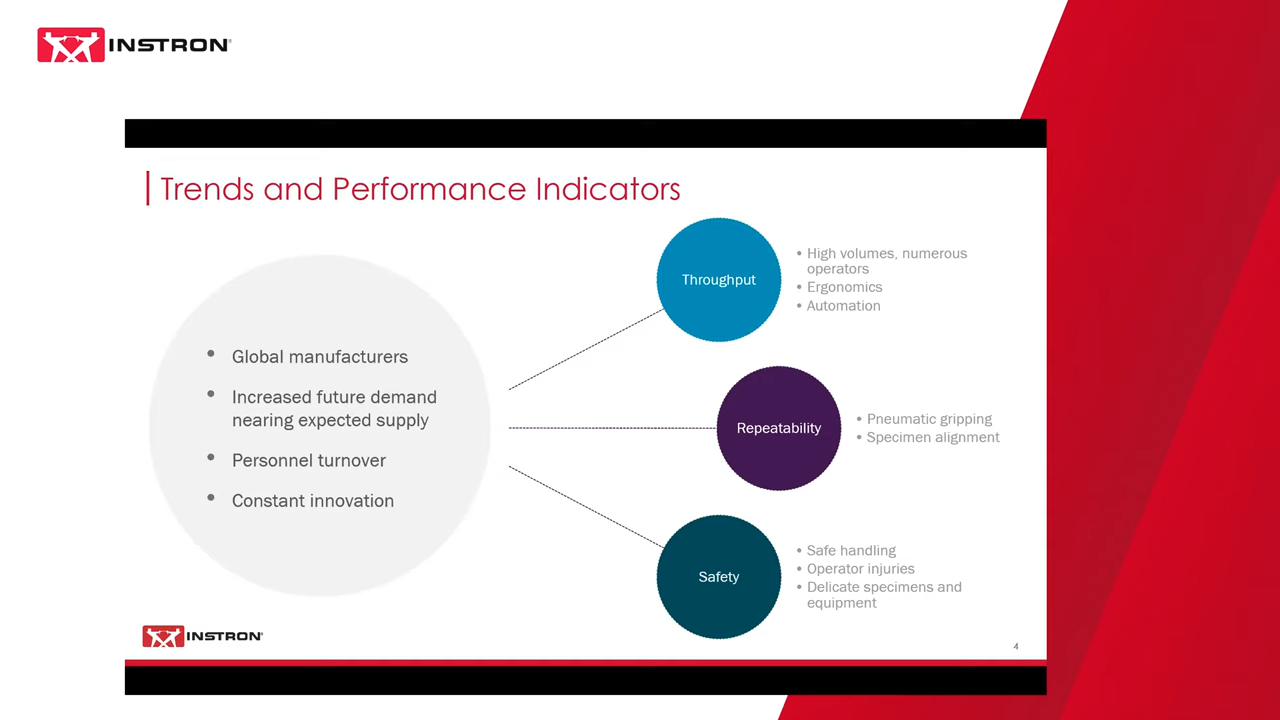 INSTRON®
Trends and Performance Indicators
• Global manufacturers
• Increased future demand
nearing expected supply
• Personnel turnover
• Constant innovation
Throughput
• High volumes, numerous
operators
• Ergonomics
• Automation
Repeatability
• Pneumatic gripping
• Specimen alignment
Safety
• Safe handling
• Operator injuries
• Delicate specimens and
equipment
INSTRON®
4